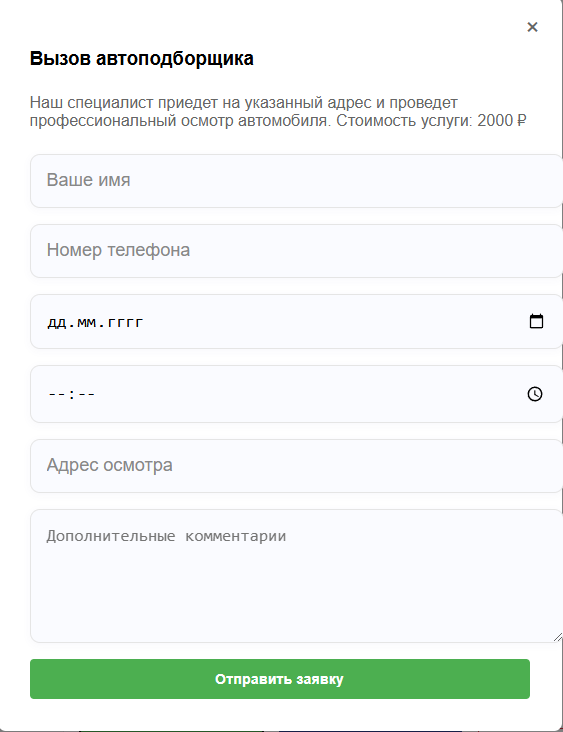 ×
Вызов автоподборщика
Наш специалист приедет на указанный адрес и проведет
профессиональный осмотр автомобиля. Стоимость услуги: 2000 ₽
Ваше имя
Номер телефона
дд.мм.гггг
--:--
Адрес осмотра
Дополнительные комментарии
Отправить заявку